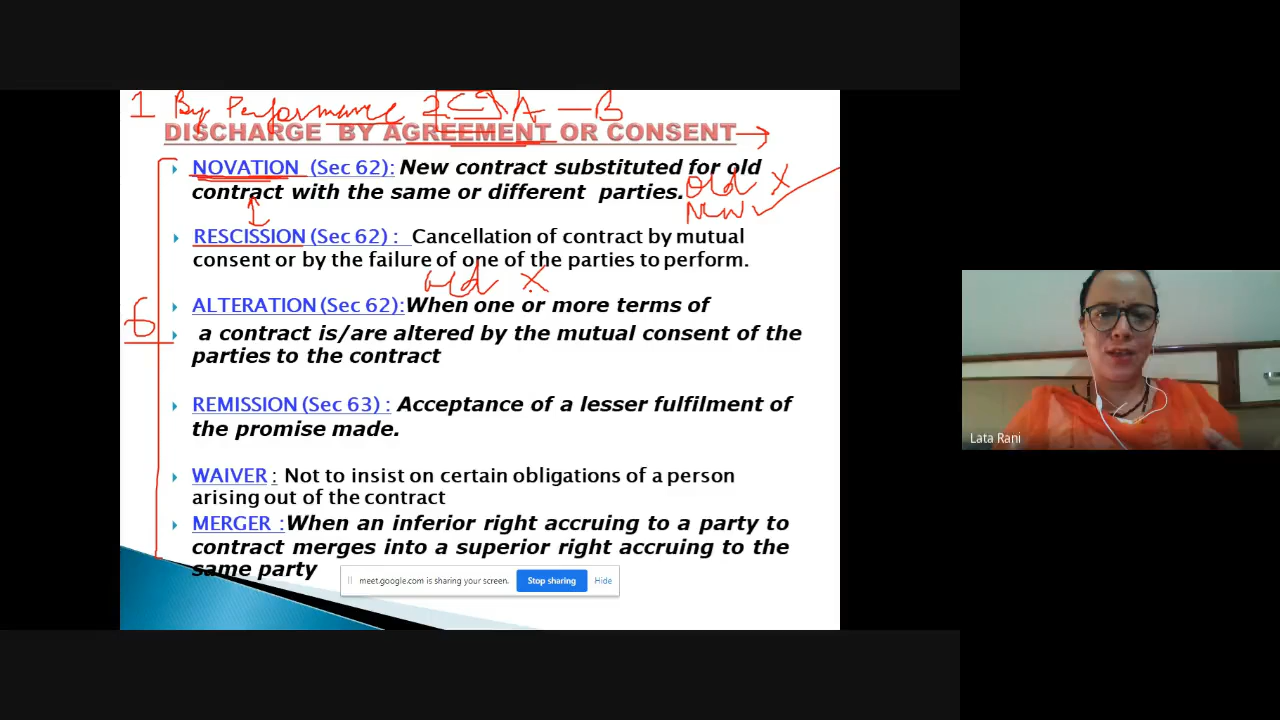 1 By Performance 2 A — B
DISCHARGE BY AGREEMENT OR CONSENT
NOVATION (Sec 62): New contract substituted for old
contract with the same or different parties.
old X
New ✓
RESCISSION (Sec 62) : Cancellation of contract by mutual
consent or by the failure of one of the parties to perform.
old X
ALTERATION (Sec 62):When one or more terms of
a contract is/are altered by the mutual consent of the
parties to the contract
6
REMISSION (Sec 63) : Acceptance of a lesser fulfilment of
the promise made.
WAIVER : Not to insist on certain obligations of a person
arising out of the contract
MERGER :When an inferior right accruing to a party to
contract merges into a superior right accruing to the
same party
meet.google.com is sharing your screen. Stop sharing Hide
Lata Rani